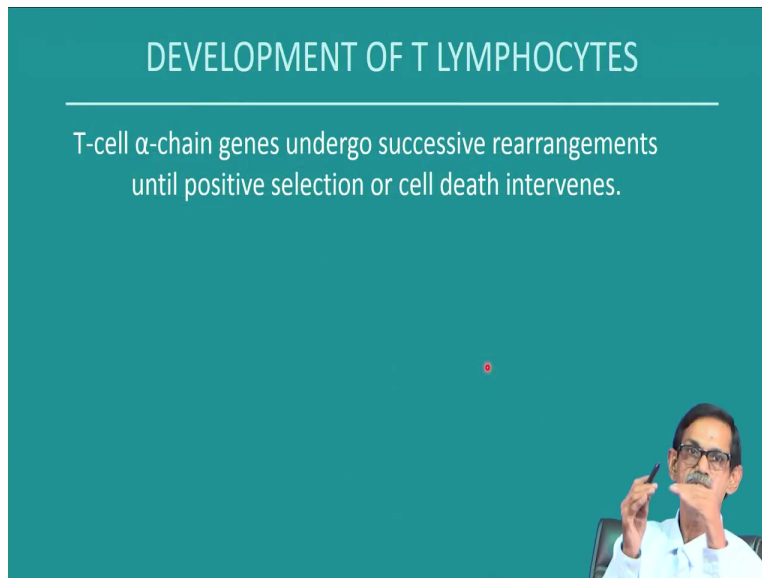 DEVELOPMENT OF T LYMPHOCYTES
T-cell α-chain genes undergo successive rearrangements
until positive selection or cell death intervenes.